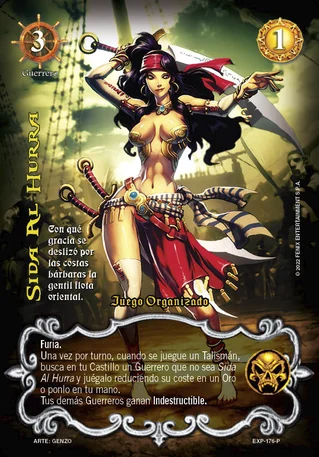 3
Guerrero
1
Sida Al Hurra
Con qué
gracia se
deslizó por
las costas
bárbaras la
gentil flota
oriental.
© 2022 FENIX ENTERTAINMENT S.P.A.
Juego Organizado
Furia.
Una vez por turno, cuando se juegue un Talismán,
busca en tu Castillo un Guerrero que no sea Sida
Al Hurra y juégalo reduciendo su coste en un Oro
o ponlo en tu mano.
Tus demás Guerreros ganan Indestructible.
ARTE: GENZO
EXP-176-P